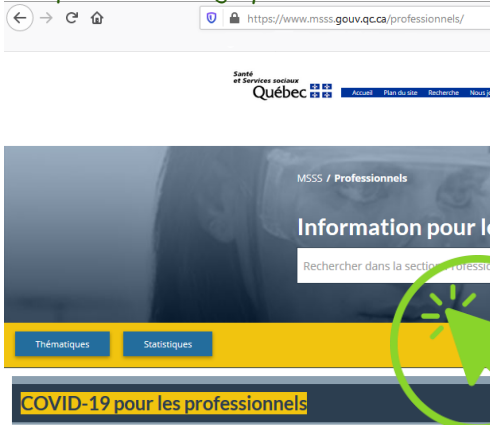 https://www.msss.gouv.qc.ca/professionnels/
Santé
et Services sociaux
Québec
Accueil Plan du site Recherche Nous
MSSS / Professionnels
Information pour
Rechercher dans la section
Thématiques Statistiques
COVID-19 pour les professionnels